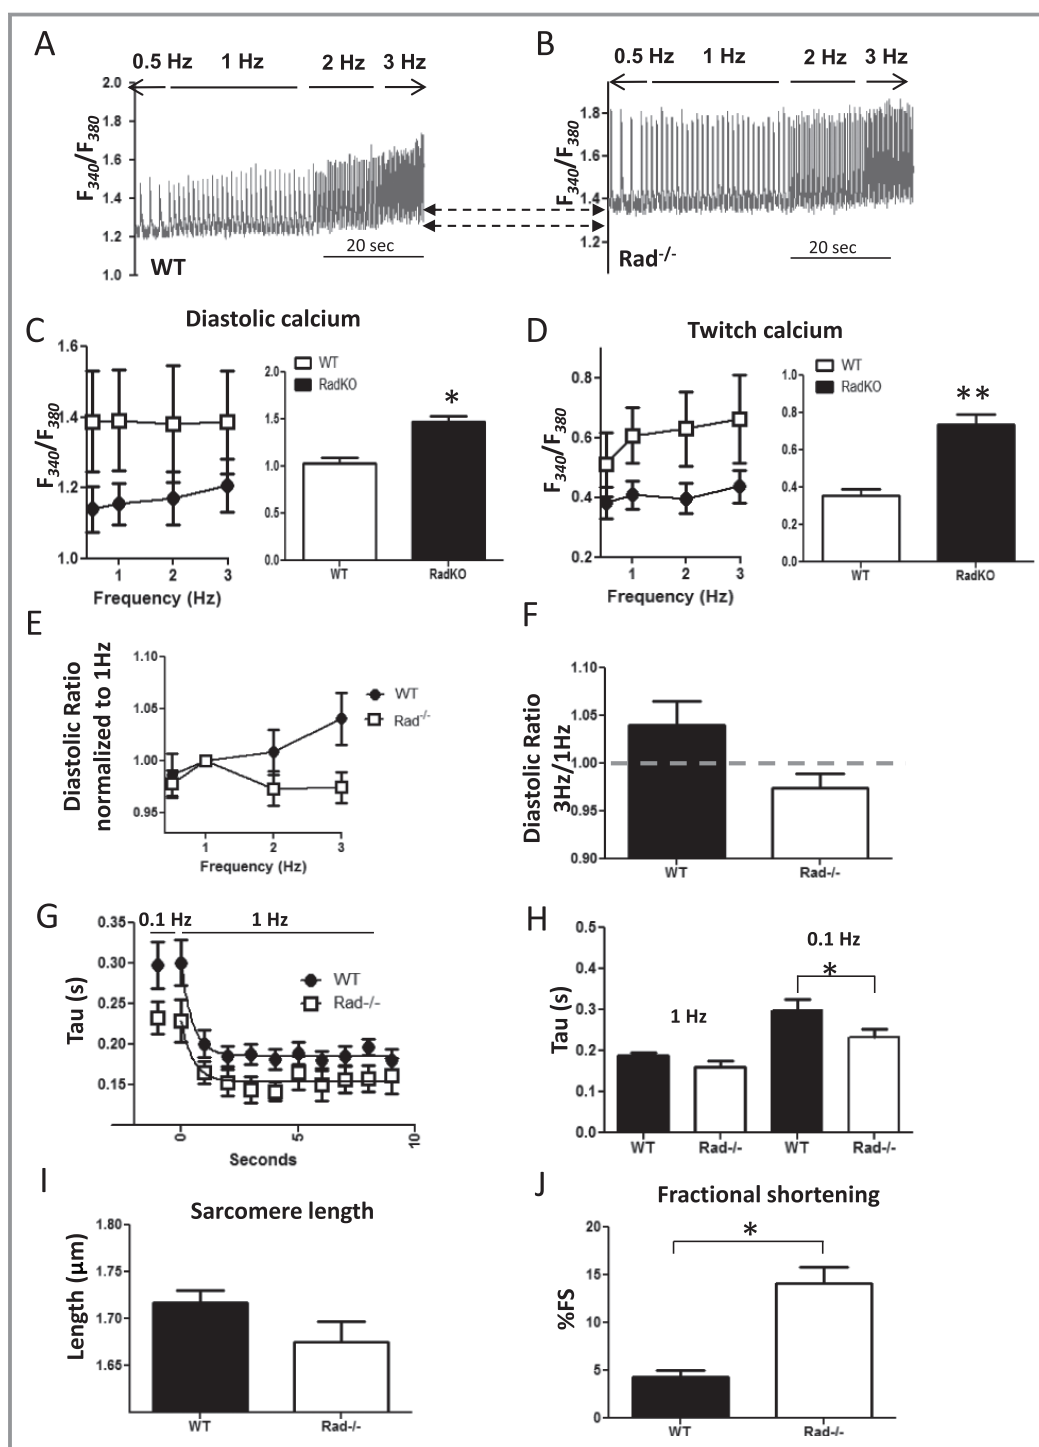 A
0.5 Hz 1 Hz 2 Hz 3 Hz
2.0
1.8
1.6
1.4
1.2
1.0
F340/F380
WT
20 sec
B
0.5 Hz 1 Hz 2 Hz 3 Hz
1.8
1.6
1.4
1.2
F340/F380
Rad-/-
20 sec
C
Diastolic calcium
1.6
1.4
1.2
1.0
F340/F380
1 2 3
Frequency (Hz)
WT
RadKO
2.0
1.5
1.0
0.5
0.0
*
WT RadKO
D
Twitch calcium
0.8
0.6
0.4
0.2
F340/F380
1 2 3
Frequency (Hz)
WT
RadKO
1.0
0.8
0.6
0.4
0.2
0.0
**
WT RadKO
E
Diastolic Ratio
normalized to 1Hz
1.10
1.05
1.00
0.95
1 2 3
Frequency (Hz)
WT
Rad-/-
F
Diastolic Ratio
3Hz/1Hz
1.10
1.05
1.00
0.95
0.90
WT Rad-/-
G
0.1 Hz 1 Hz
0.35
0.30
0.25
0.20
0.15
Tau (s)
WT
Rad-/-
0 5 10
Seconds
H
0.5
0.4
0.3
0.2
0.1
0.0
Tau (s)
1 Hz
0.1 Hz
*
WT Rad-/- WT Rad-/-
I
Sarcomere length
1.80
1.75
1.70
1.65
Length (µm)
WT Rad-/-
J
Fractional shortening
20
15
10
5
0
%FS
*
WT Rad-/-